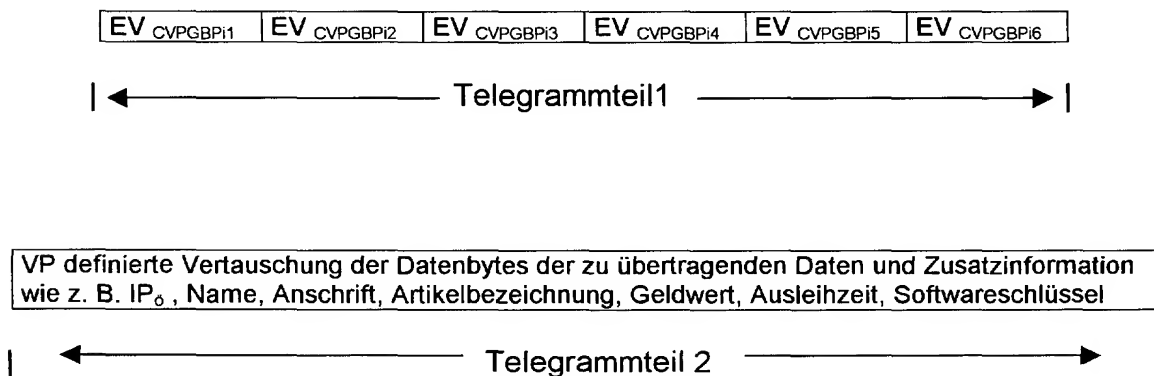 EV CVPGBPi1 EV CVPGBPi2 EV CVPGBPi3 EV CVPGBPi4 EV CVPGBPi5 EV CVPGBPi6
Telegrammteil1
VP definierte Vertauschung der Datenbytes der zu übertragenden Daten und Zusatzinformation
wie z. B. IPó , Name, Anschrift, Artikelbezeichnung, Geldwert, Ausleihzeit, Softwareschlüssel
Telegrammteil 2